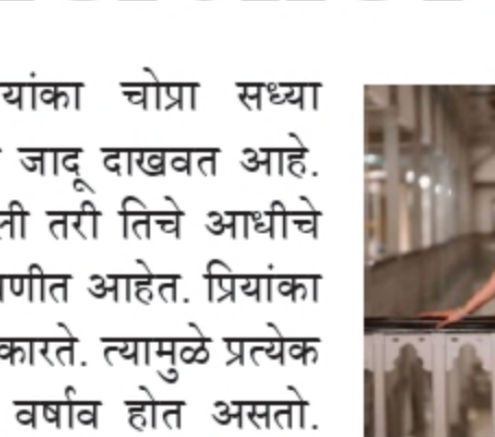 यांका चोप्रा सध्या
जादू दाखवत आहे.
ली तरी तिचे आधीचे
णीत आहेत. प्रियांका
कारते. त्यामुळे प्रत्येक
वर्षाव होत असतो.